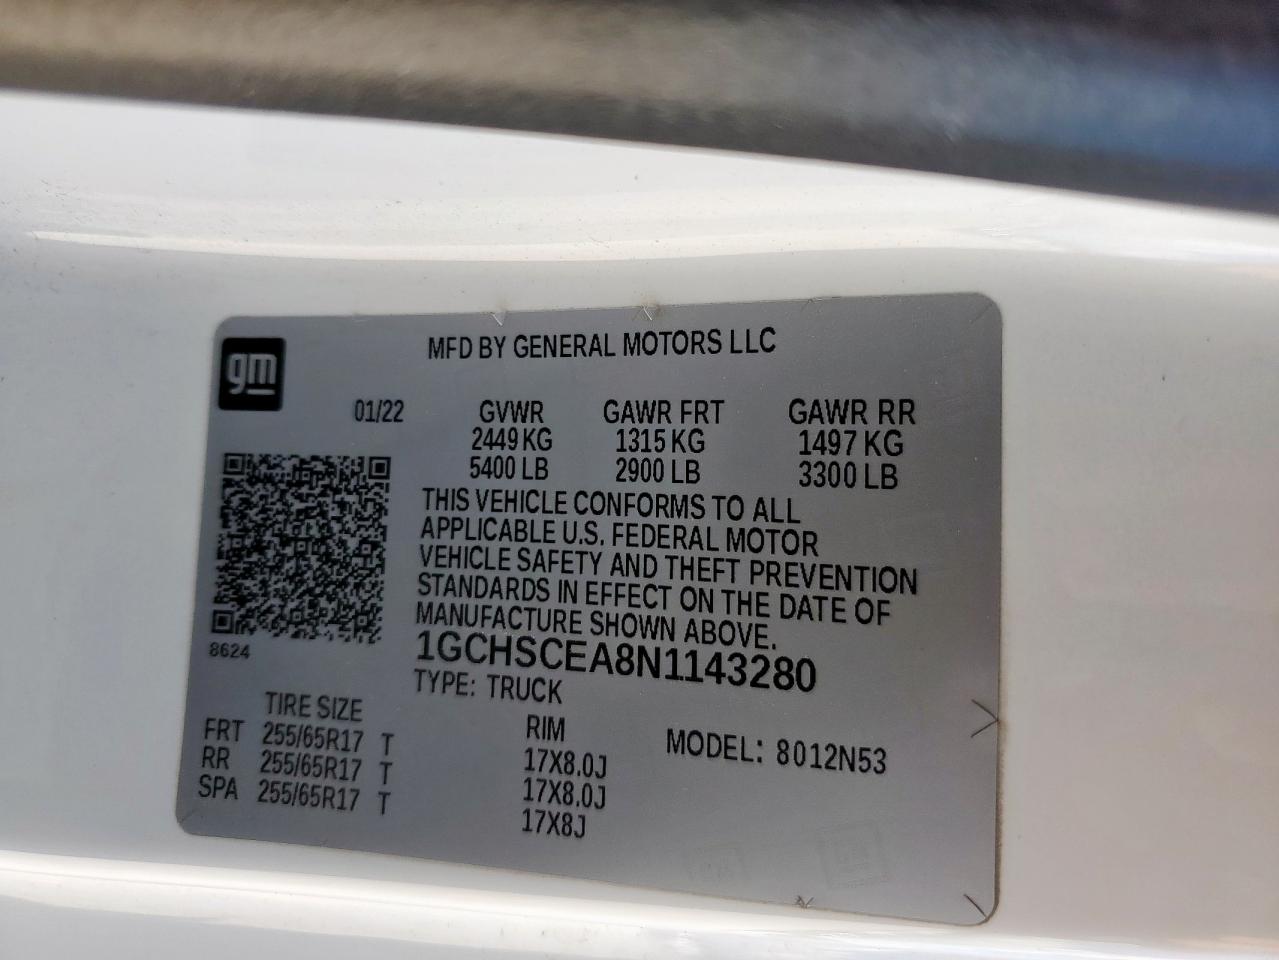 gm
MFD BY GENERAL MOTORS LLC
01/22 GVWR GAWR FRT GAWR RR
2449 KG 1315 KG 1497 KG
5400 LB 2900 LB 3300 LB
THIS VEHICLE CONFORMS TO ALL
APPLICABLE U.S. FEDERAL MOTOR
VEHICLE SAFETY AND THEFT PREVENTION
STANDARDS IN EFFECT ON THE DATE OF
MANUFACTURE SHOWN ABOVE.
8624
1GCHSCEA8N1143280
TYPE: TRUCK
TIRE SIZE RIM
FRT 255/65R17 T 17X8.0J
RR 255/65R17 T 17X8.0J
SPA 255/65R17 T 17X8J
MODEL: 8012N53